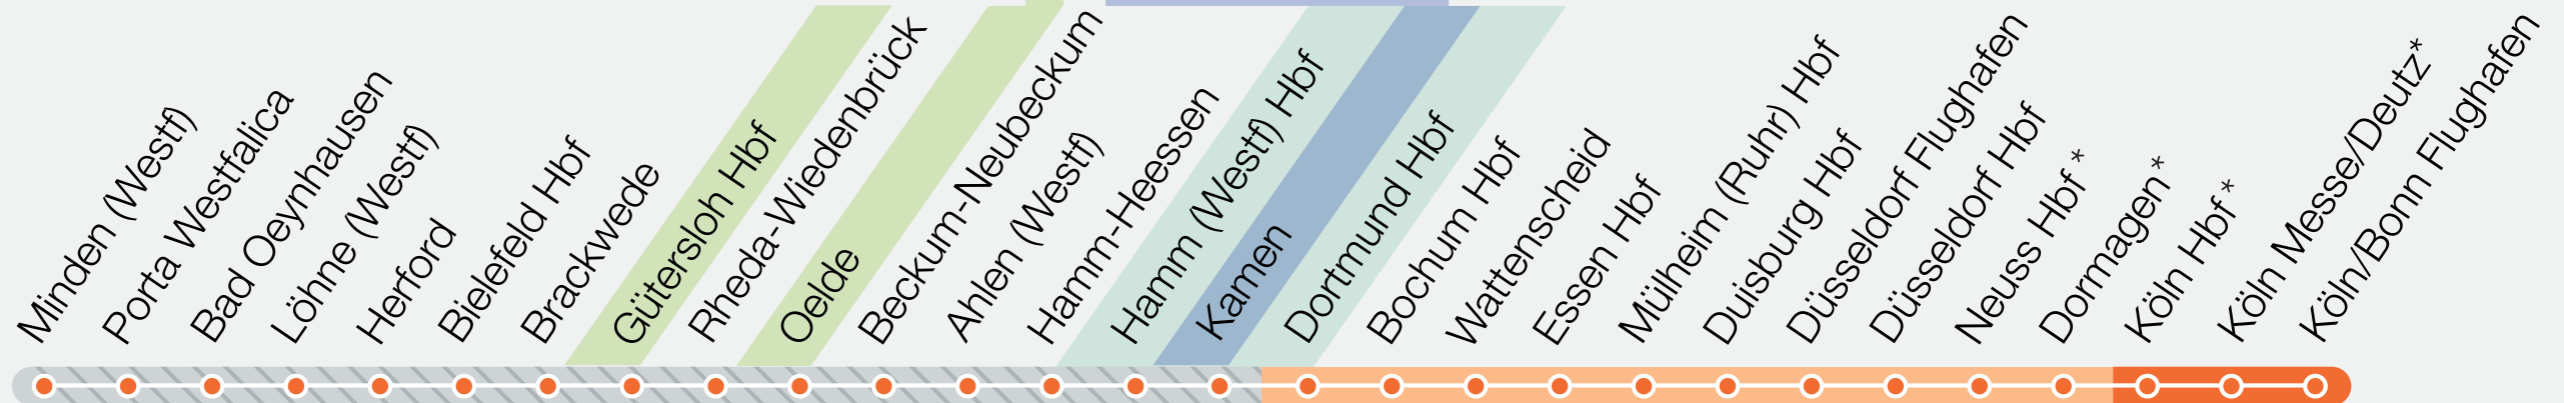 Minden (Westf)
Porta Westfalica
Bad Oeynhausen
Löhne (Westf)
Herford
Bielefeld Hbf
Brackwede
Gütersloh Hbf
Rheda-Wiedenbrück
Oelde
Beckum-Neubeckum
Ahlen (Westf)
Hamm-Heessen
Hamm (Westf) Hbf
Kamen
Dortmund Hbf
Bochum Hbf
Wattenscheid
Essen Hbf
Mülheim (Ruhr) Hbf
Duisburg Hbf
Düsseldorf Flughafen
Düsseldorf Hbf
Neuss Hbf*
Dormagen*
Köln Hbf*
Köln Messe/Deutz*
Köln/Bonn Flughafen